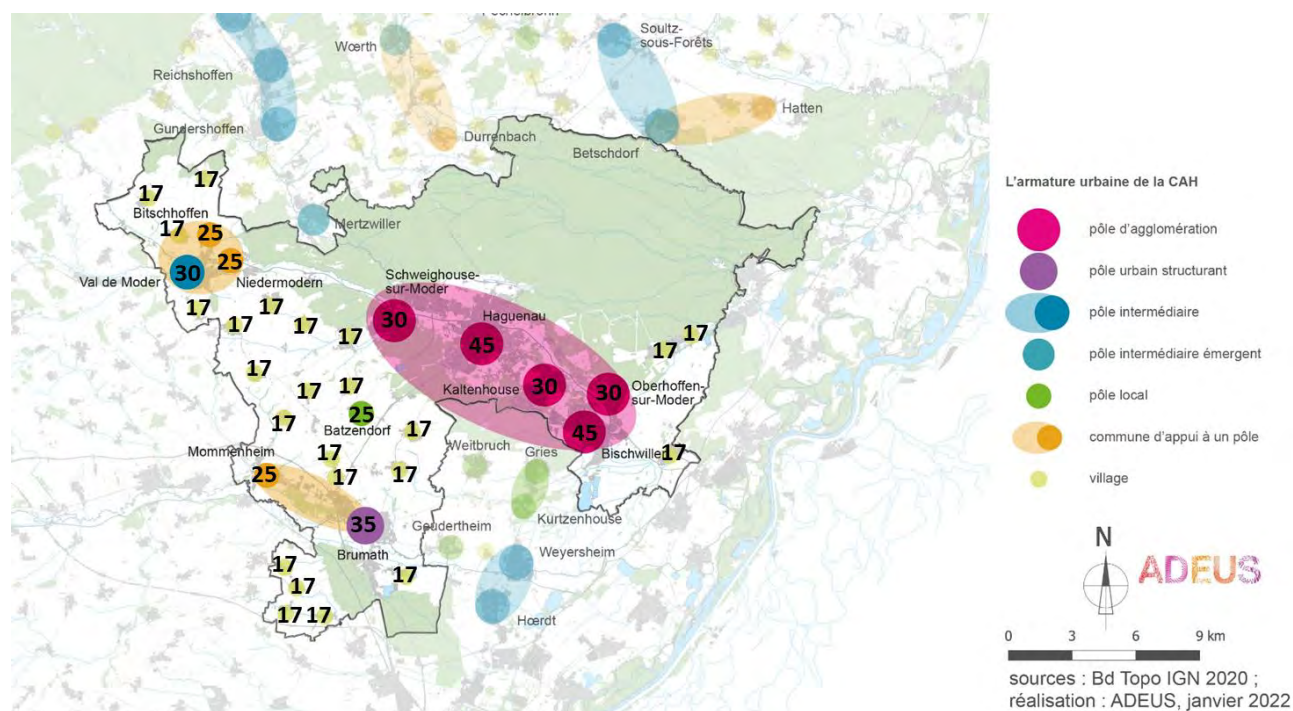 Wœrth
Soultz-
sous-Forêts
Reichshoffen
Hatten
Gundershoffen
Durrenbach
Betschdorf
17
17
Bitschhoffen
17
25
Mertzwiller
25
30
Val de Moder
Niedermodern
Schweighouse-
sur-Moder
17
17
17
17
30
Haguenau
17
45
17
17
17
17
17
Kaltenhouse
30
30
Oberhoffen-
sur-Moder
25
Batzendorf
17
17
45
Weitbruch
Gries
Bischwiller
17
Mommenheim
17
25
17
17
Kurtzenhouse
35
Geudertheim
Brumath
Weyersheim
17
17
17
17
17
Hœrdt
L'armature urbaine de la CAH
pôle d'agglomération
pôle urbain structurant
pôle intermédiaire
pôle intermédiaire émergent
pôle local
commune d'appui à un pôle
village
N
ADEUS
0 3 6 9 km
sources : Bd Topo IGN 2020 ;
réalisation : ADEUS, janvier 2022